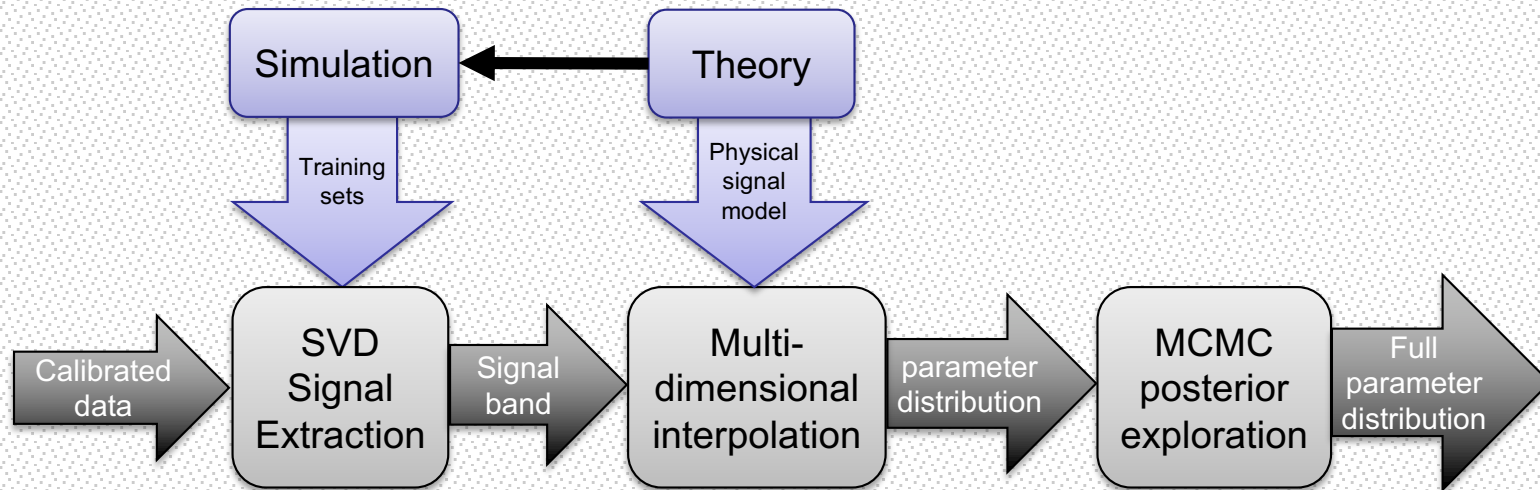 Simulation
Theory
Training
sets
Physical
signal
model
Calibrated
data
SVD
Signal
Extraction
Signal
band
Multi-
dimensional
interpolation
parameter
distribution
MCMC
posterior
exploration
Full
parameter
distribution